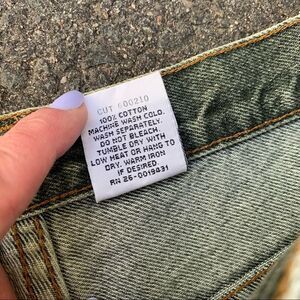 CUT 600210
100% COTTON
MACHINE WASH COLD.
WASH SEPARATELY.
DO NOT BLEACH.
TUMBLE DRY WITH
LOW HEAT OR HANG TO
DRY. WARM IRON
IF DESIRED.
RN 26-0019831